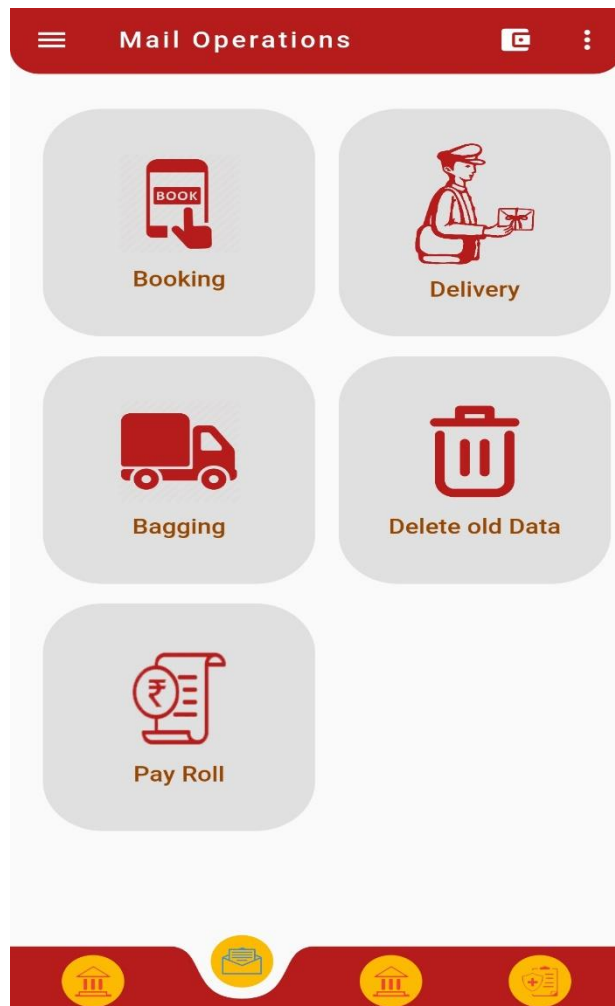 Mail Operations
BOOK
Booking
Delivery
Bagging
Delete old Data
₹
Pay Roll